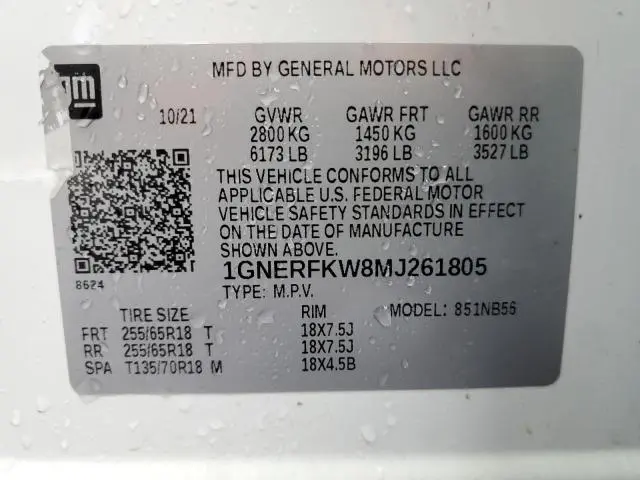 gm
MFD BY GENERAL MOTORS LLC
10/21 GVWR GAWR FRT GAWR RR
2800 KG 1450 KG 1600 KG
6173 LB 3196 LB 3527 LB
THIS VEHICLE CONFORMS TO ALL
APPLICABLE U.S. FEDERAL MOTOR
VEHICLE SAFETY STANDARDS IN EFFECT
ON THE DATE OF MANUFACTURE
SHOWN ABOVE.
8624
1GNERFKW8MJ261805
TYPE: M.P.V. MODEL: 851NB56
TIRE SIZE RIM
FRT 255/65R18 T 18X7.5J
RR 255/65R18 T 18X7.5J
SPA T135/70R18 M 18X4.5B